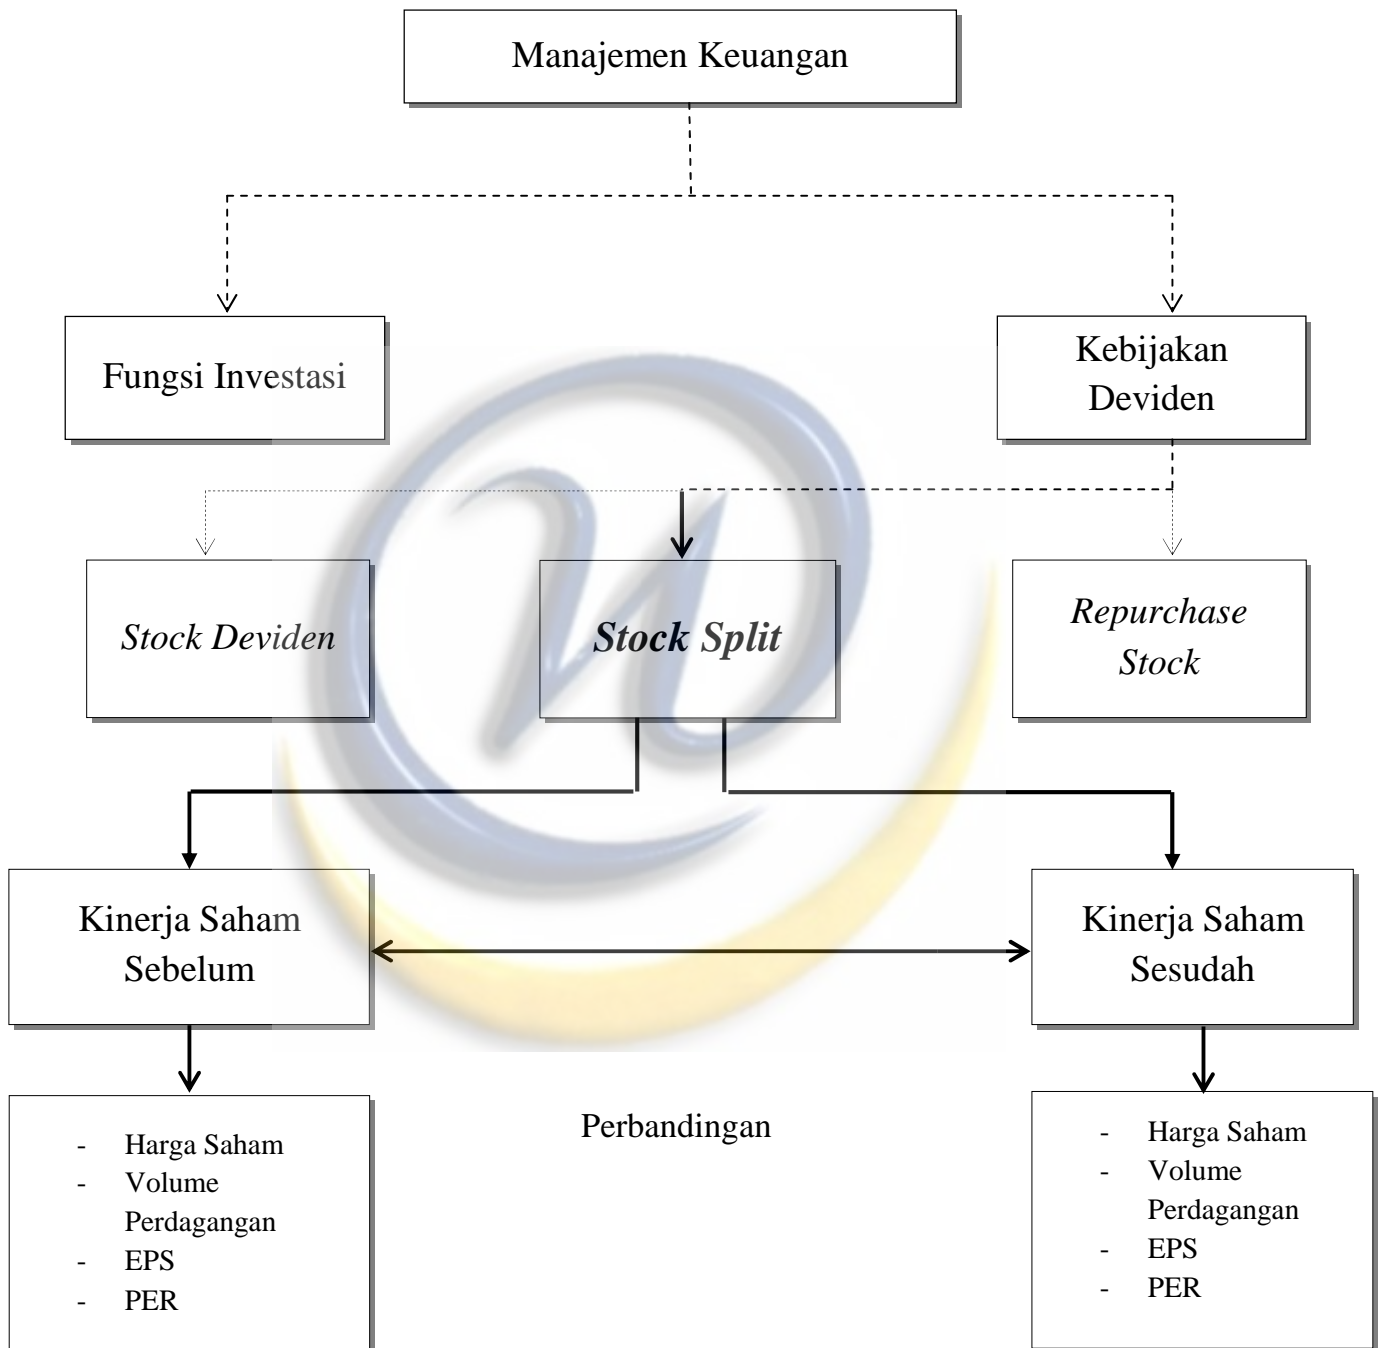 Manajemen Keuangan
Fungsi Investasi
Kebijakan
Deviden
Stock Deviden
Stock Split
Repurchase
Stock
Kinerja Saham
Sebelum
Kinerja Saham
Sesudah
- Harga Saham
- Volume
Perdagangan
- EPS
- PER
Perbandingan
- Harga Saham
- Volume
Perdagangan
- EPS
- PER